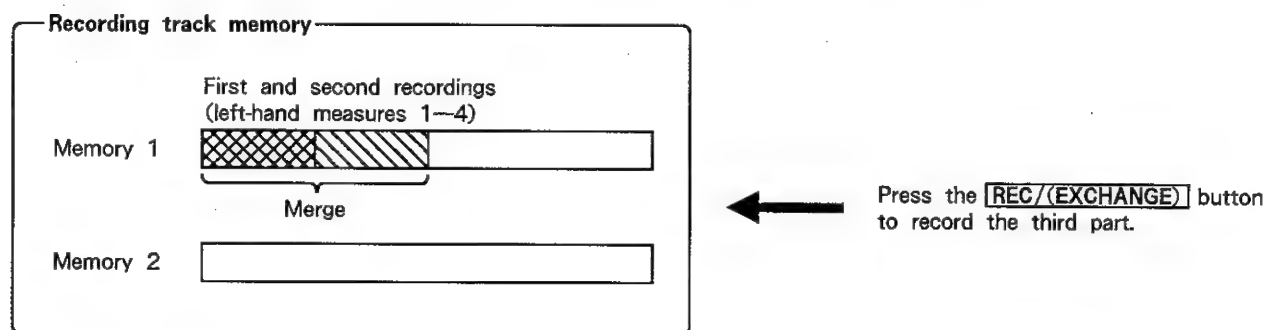 Recording track memory
First and second recordings
(left-hand measures 1—4)
Memory 1
Merge
Press the REC/(EXCHANGE) button
to record the third part.
Memory 2